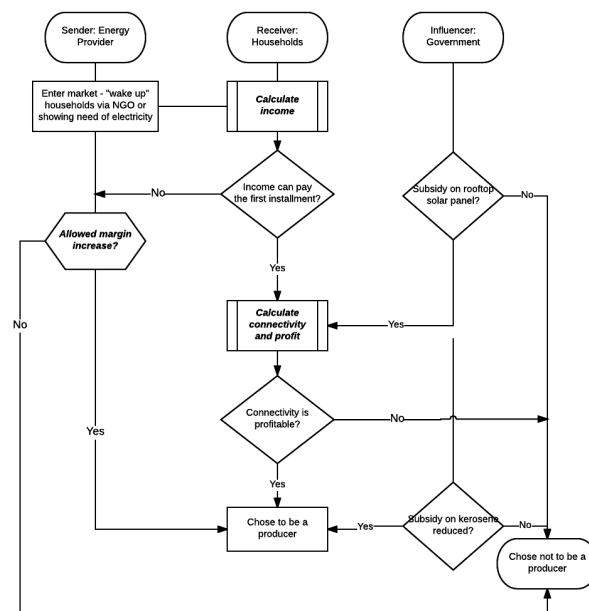 Sender: Energy
Provider
Receiver:
Households
Influencer:
Government
Enter market - "wake up"
households via NGO or
showing need of electricity
Calculate
income
Income can pay
the first installment?
No
Subsidy on rooftop
solar panel?
No
Allowed margin
increase?
Yes
Calculate
connectivity
and profit
Yes
No
Connectivity is
profitable?
No
Yes
Yes
Chose to be a
producer
Yes
Subsidy on kerosene
reduced?
No
Chose not to be a
producer